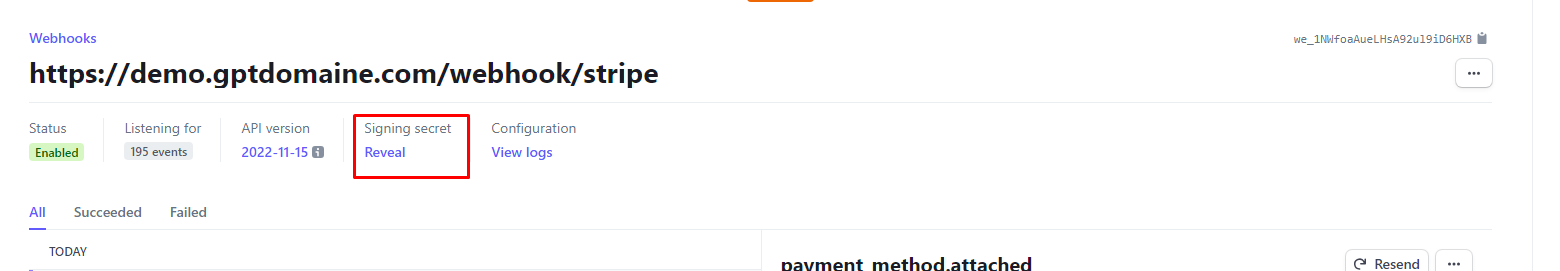 Webhooks
we_1NWfoaAueLHsA92ul9iD6HXB
https://demo.gptdomaine.com/webhook/stripe
Status
Listening for
API version
Signing secret
Configuration
Enabled
195 events
2022-11-15
Reveal
View logs
All
Succeeded
Failed
TODAY
payment_method.attached
Resend